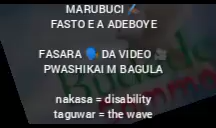 MARUBUCI ✍️
FASTO E A ADEBOYE
FASARA 🗣️ DA VIDEO 🎥
PWASHIKAI M BAGULA
nakasa = disability
taguwar = the wave